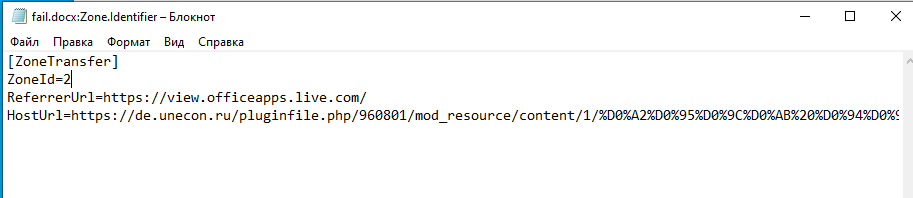 fail.docx:Zone.Identifier – Блокнот
Файл Правка Формат Вид Справка
[ZoneTransfer]
ZoneId=2
ReferrerUrl=https://view.officeapps.live.com/
HostUrl=https://de.unecon.ru/pluginfile.php/960801/mod_resource/content/1/%D0%A2%D0%95%D0%9C%D0%AB%20%D0%94%D0%9